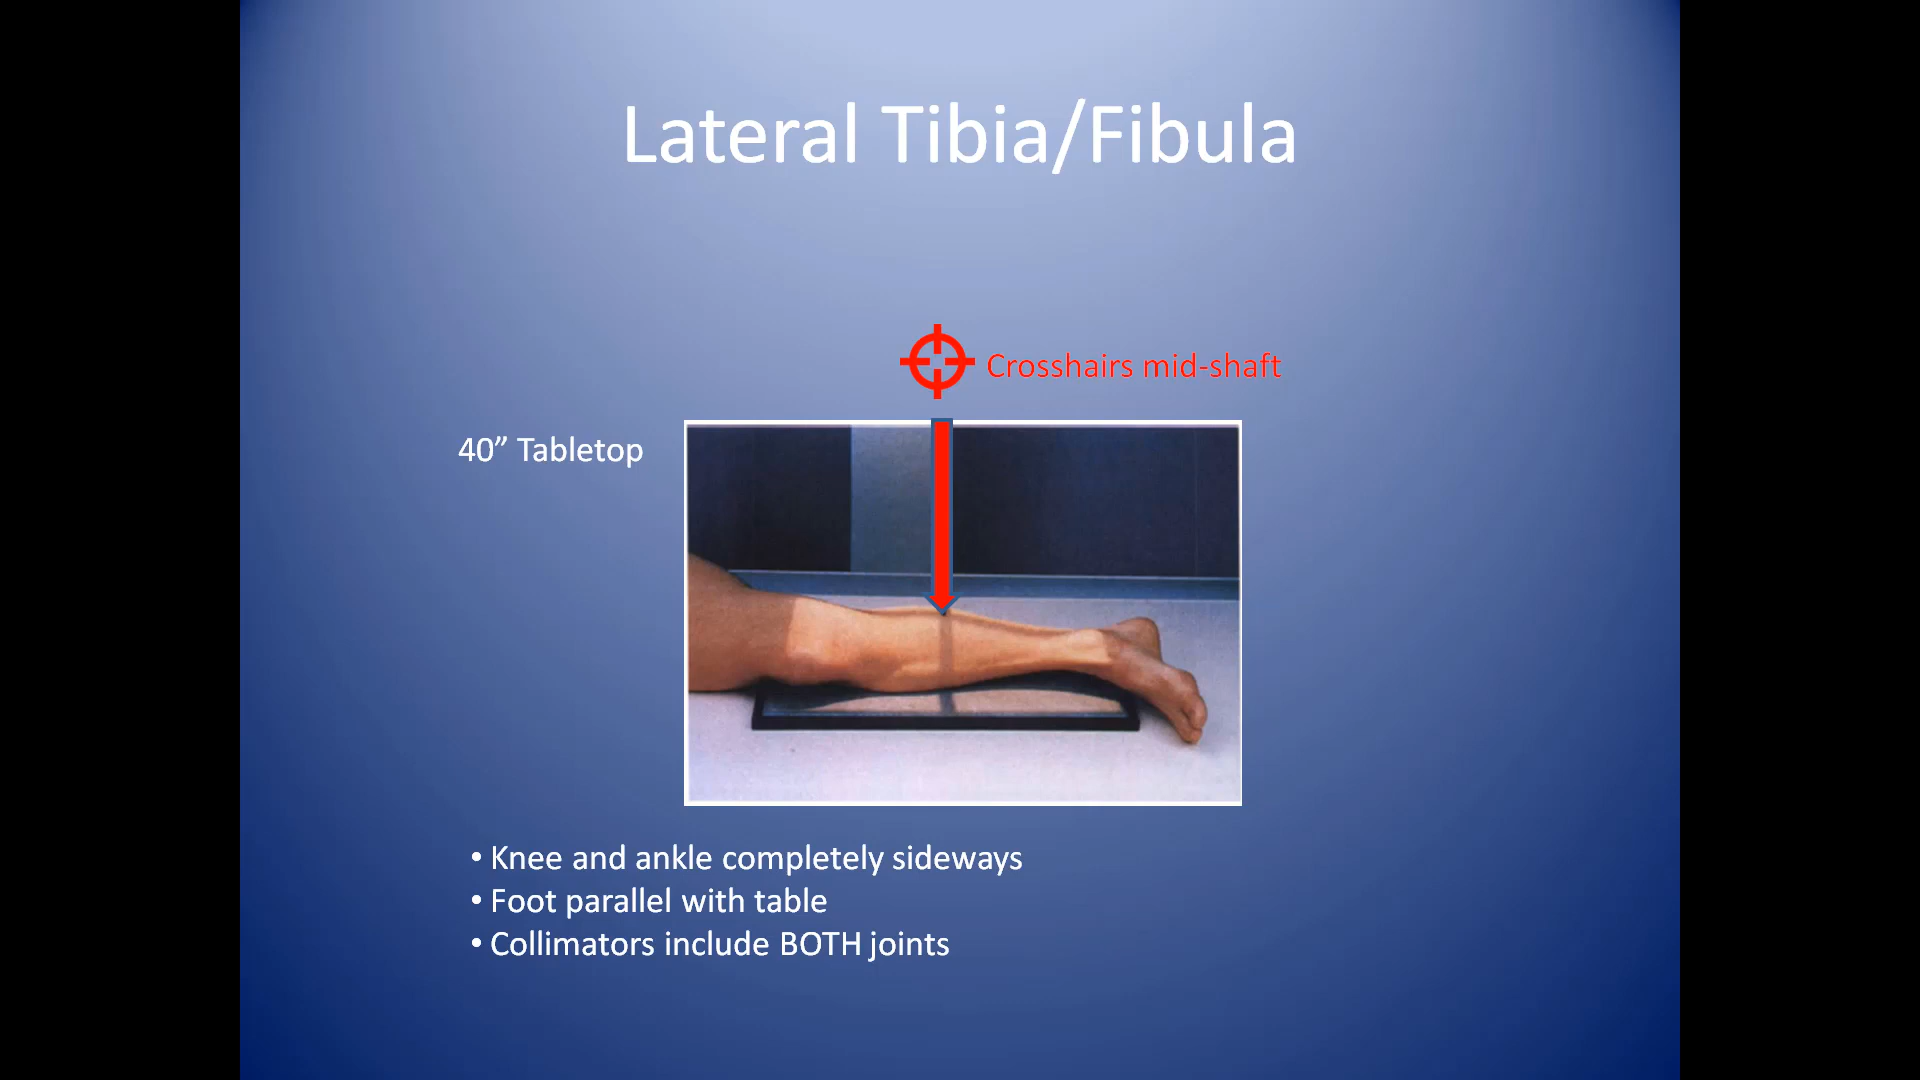 Lateral Tibia/Fibula
Crosshairs mid-shaft
40” Tabletop
• Knee and ankle completely sideways
• Foot parallel with table
• Collimators include BOTH joints